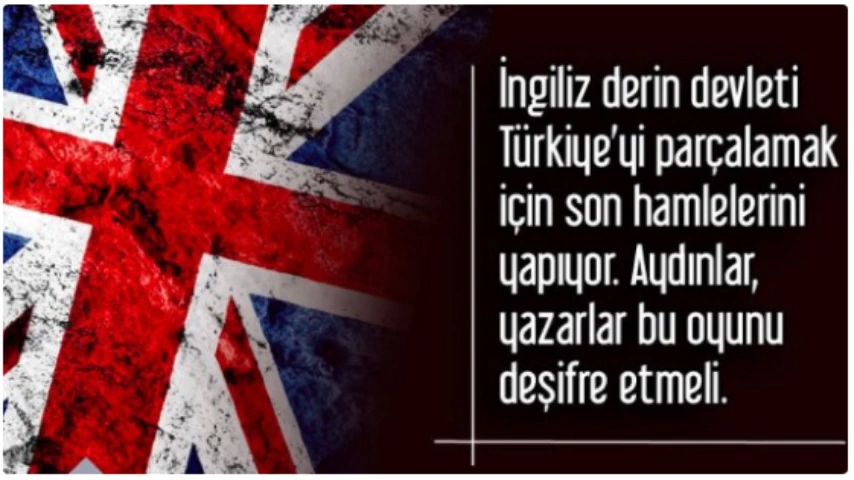 İngiliz derin devleti
Türkiye'yi parçalamak
için son hamlelerini
yapıyor. Aydınlar,
yazarlar bu oyunu
deşifre etmeli.